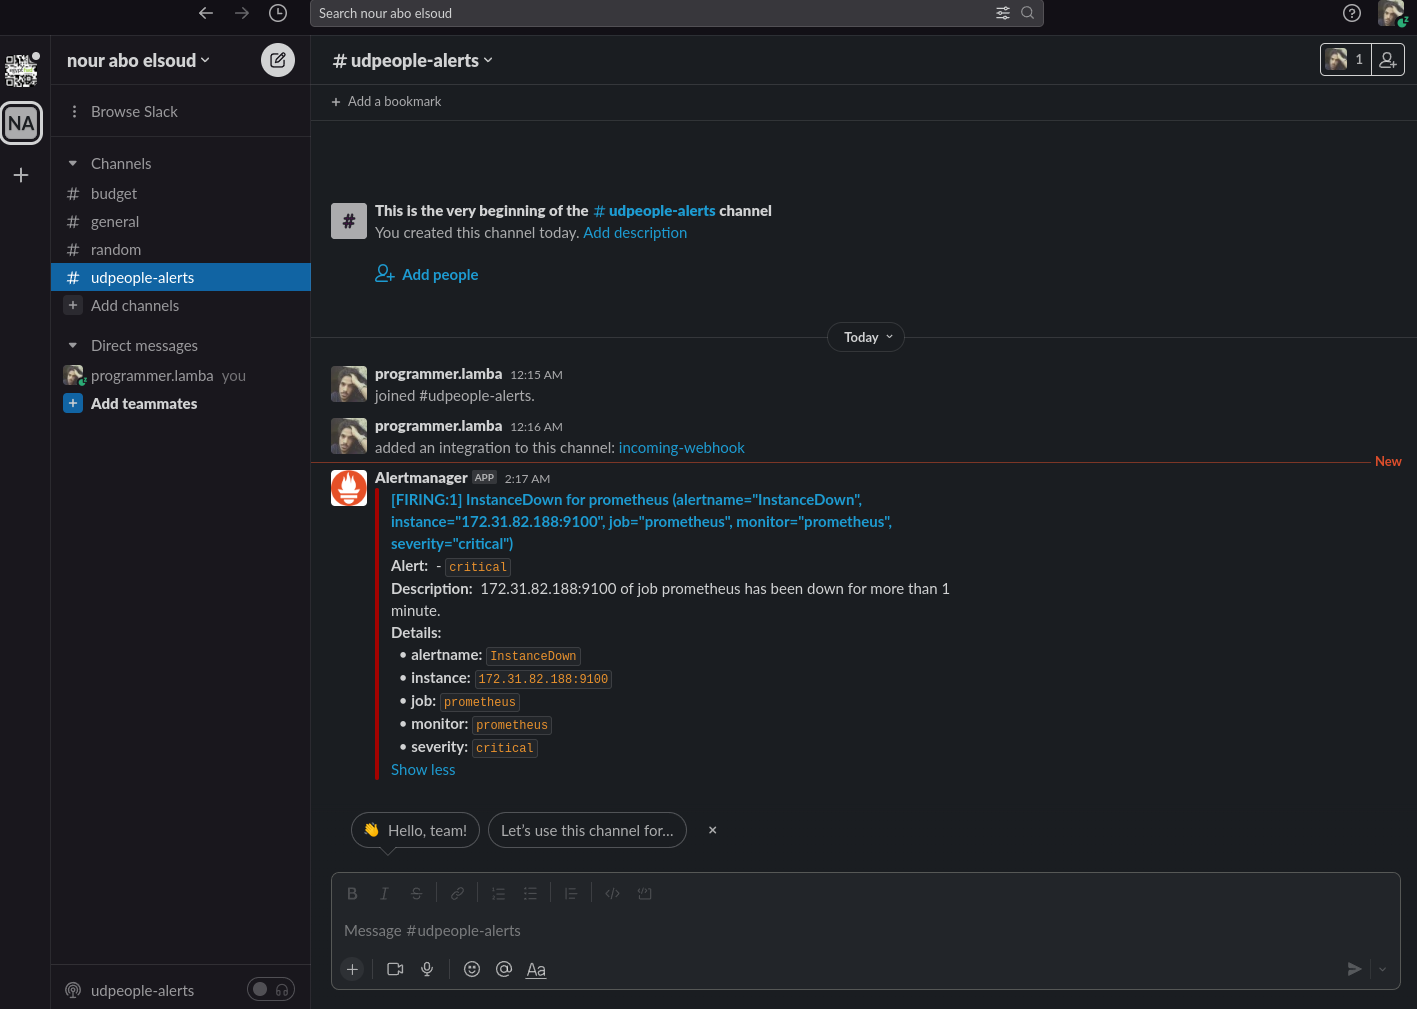 Search nour abo elsoud
nour abo elsoud
# udpeople-alerts
1
+ Add a bookmark
Browse Slack
NA
Channels
# budget
# general
# random
# udpeople-alerts
+ Add channels
Direct messages
programmer.lamba you
+ Add teammates
udpeople-alerts
# This is the very beginning of the # udpeople-alerts channel
You created this channel today. Add description
Add people
Today
programmer.lamba 12:15 AM
joined #udpeople-alerts.
programmer.lamba 12:16 AM
added an integration to this channel: incoming-webhook
New
Alertmanager APP 2:17 AM
[FIRING:1] InstanceDown for prometheus (alertname="InstanceDown",
instance="172.31.82.188:9100", job="prometheus", monitor="prometheus",
severity="critical")
Alert: - critical
Description: 172.31.82.188:9100 of job prometheus has been down for more than 1
minute.
Details:
• alertname: InstanceDown
• instance: 172.31.82.188:9100
• job: prometheus
• monitor: prometheus
• severity: critical
Show less
👋 Hello, team! Let's use this channel for... ×
B I S
Message #udpeople-alerts
+ @ Aa